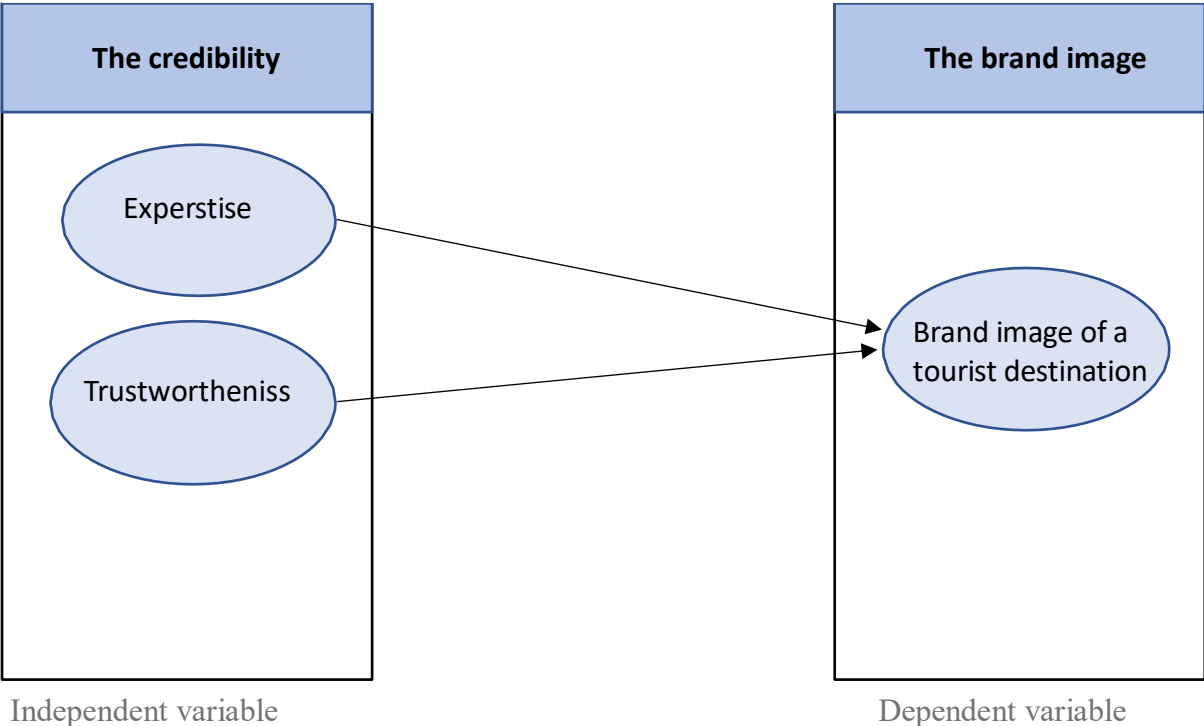 The credibility
The brand image
Experstise
Trustwortheniss
Brand image of a
tourist destination
Independent variable
Dependent variable